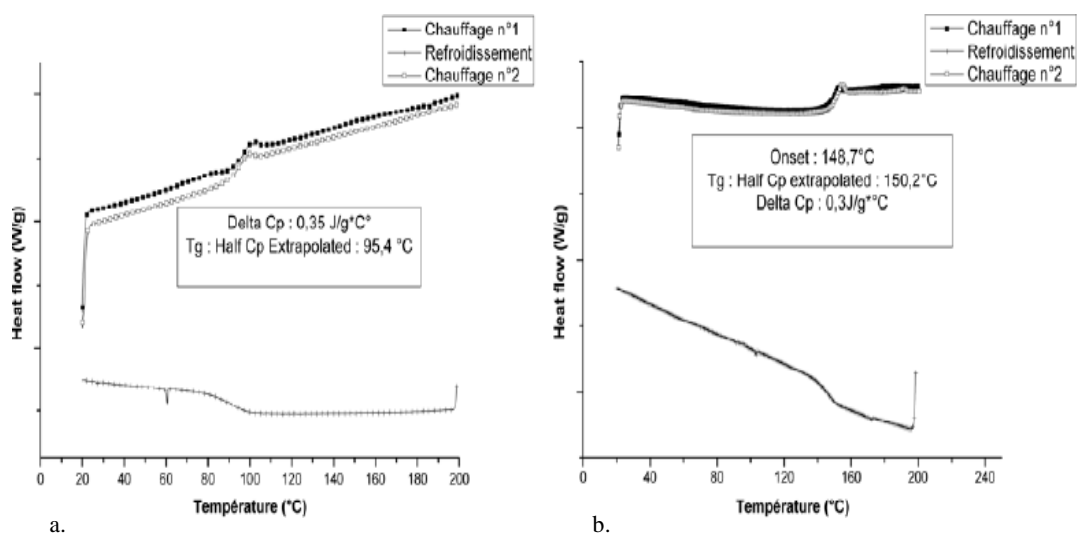 Chauffage n°1
Refroidissement
Chauffage n°2
Heat flow (W/g)
Delta Cp : 0,35 J/g*C°
Tg : Half Cp Extrapolated : 95,4 °C
0 20 40 60 80 100 120 140 160 180 200
Température (°C)
a.
Chauffage n°1
Refroidissement
Chauffage n°2
Heat flow (W/g)
Onset : 148,7°C
Tg : Half Cp extrapolated : 150,2°C
Delta Cp : 0,3J/g*°C
0 40 80 120 160 200 240
Température (°C)
b.